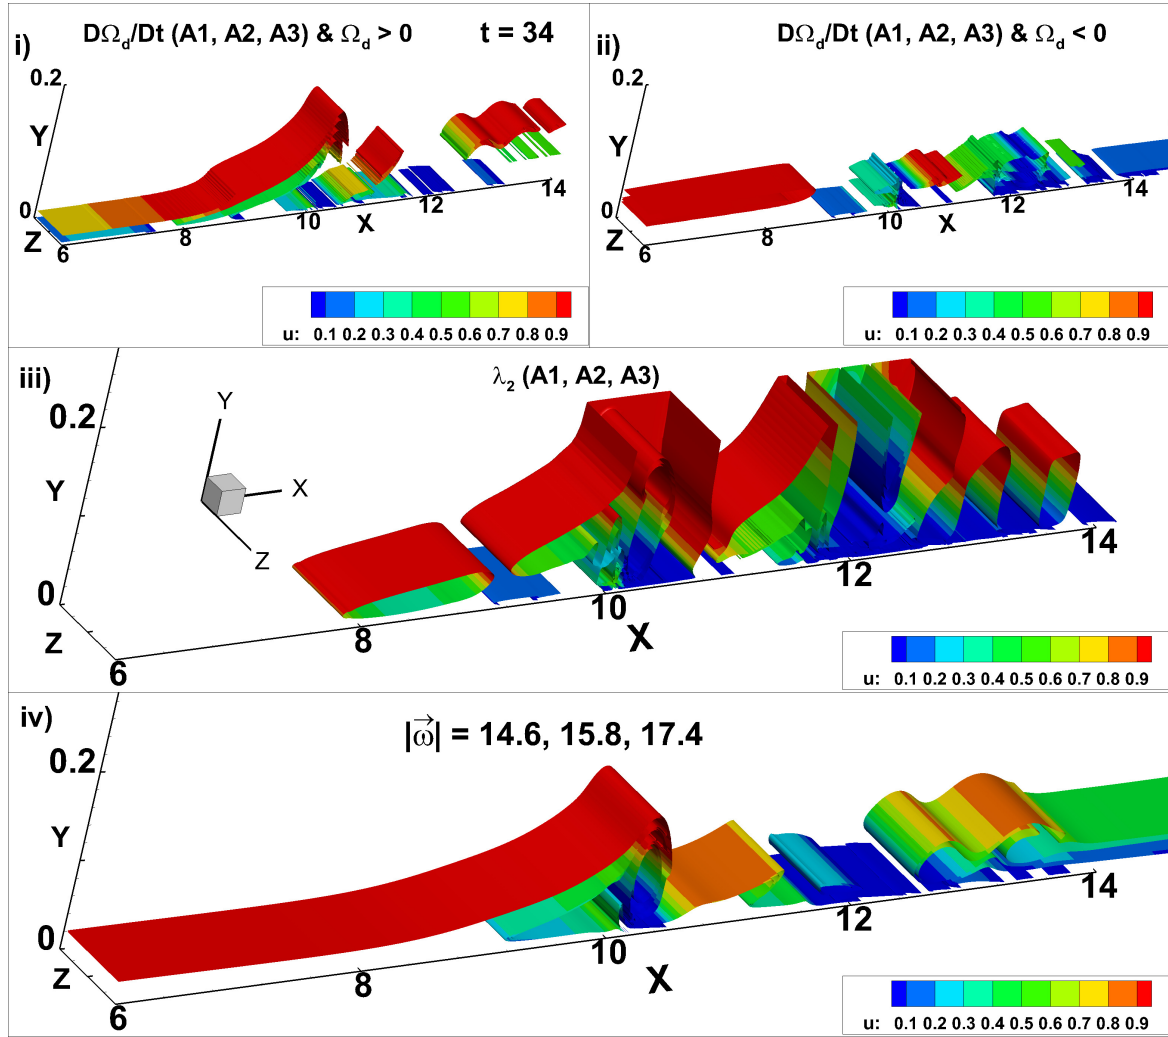 i)
DΩd/Dt (A1, A2, A3) & Ωd > 0
t = 34
0.2
Y
0
Z
6
8
10
X
12
14
u: 0.1 0.2 0.3 0.4 0.5 0.6 0.7 0.8 0.9
ii)
DΩd/Dt (A1, A2, A3) & Ωd < 0
0.2
Y
0
Z
6
8
10
X
12
14
u: 0.1 0.2 0.3 0.4 0.5 0.6 0.7 0.8 0.9
iii)
λ2 (A1, A2, A3)
0.2
Y
0
Z
Y
X
Z
6
8
10
X
12
14
u: 0.1 0.2 0.3 0.4 0.5 0.6 0.7 0.8 0.9
iv)
|ω⃗| = 14.6, 15.8, 17.4
0.2
Y
0
Z
6
8
10
X
12
14
u: 0.1 0.2 0.3 0.4 0.5 0.6 0.7 0.8 0.9